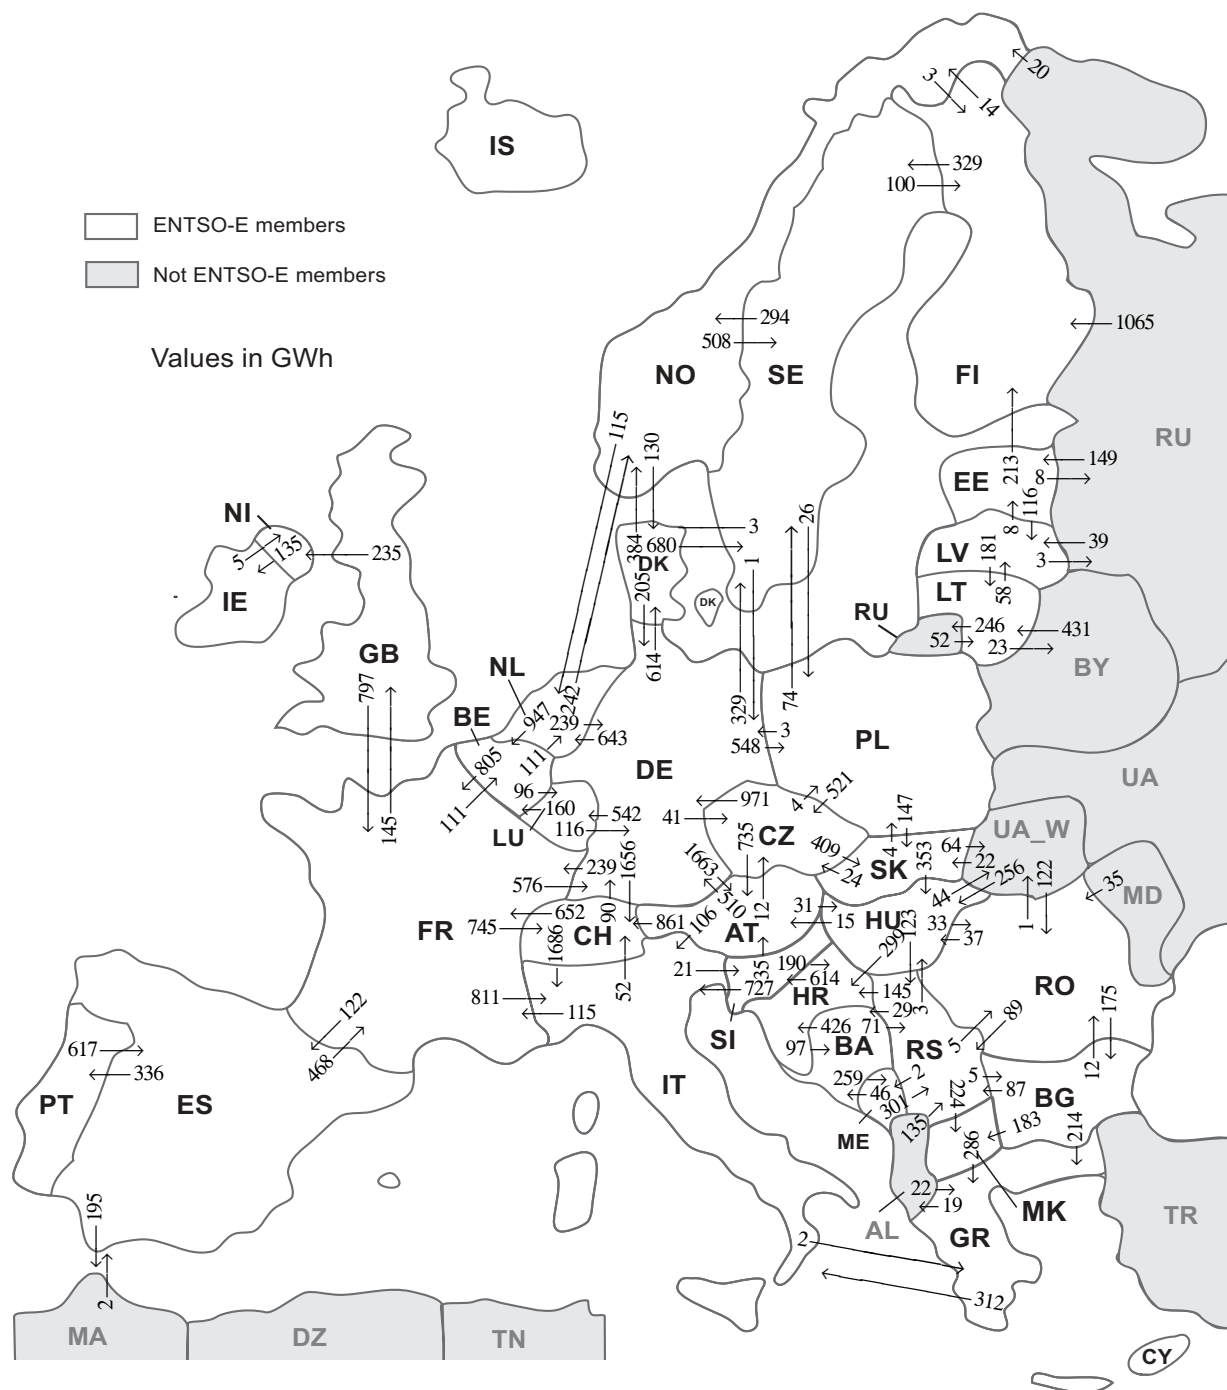 20
3
14
IS
329
100
ENTSO-E members
Not ENTSO-E members
294
1065
508
Values in GWh
NO
SE
FI
115
RU
130
213
149
EE
8
116
NI
26
3
8
384
680
235
5
135
1
39
LV
181
3
DK
205
LT
58
IE
DK
RU
246
431
52
23
GB
NL
614
BY
797
242
74
329
BE
947
239
3
643
548
PL
805
111
DE
UA
96
971
4
521
111
160
542
41
147
LU
116
735
CZ
UA_W
145
409
4
353
64
1656
1663
SK
22
239
24
256
122
35
576
510
44
MD
90
12
31
652
106
15
HU
123
33
1
745
FR
CH
861
AT
37
1686
299
21
35
190
52
727
614
RO
HR
145
811
115
29
3
175
122
SI
426
71
89
617
97
BA
RS
5
468
336
IT
259
2
5
12
PT
ES
46
301
224
87
BG
ME
135
183
214
286
195
22
19
MK
AL
GR
TR
2
2
312
MA
DZ
TN
CY